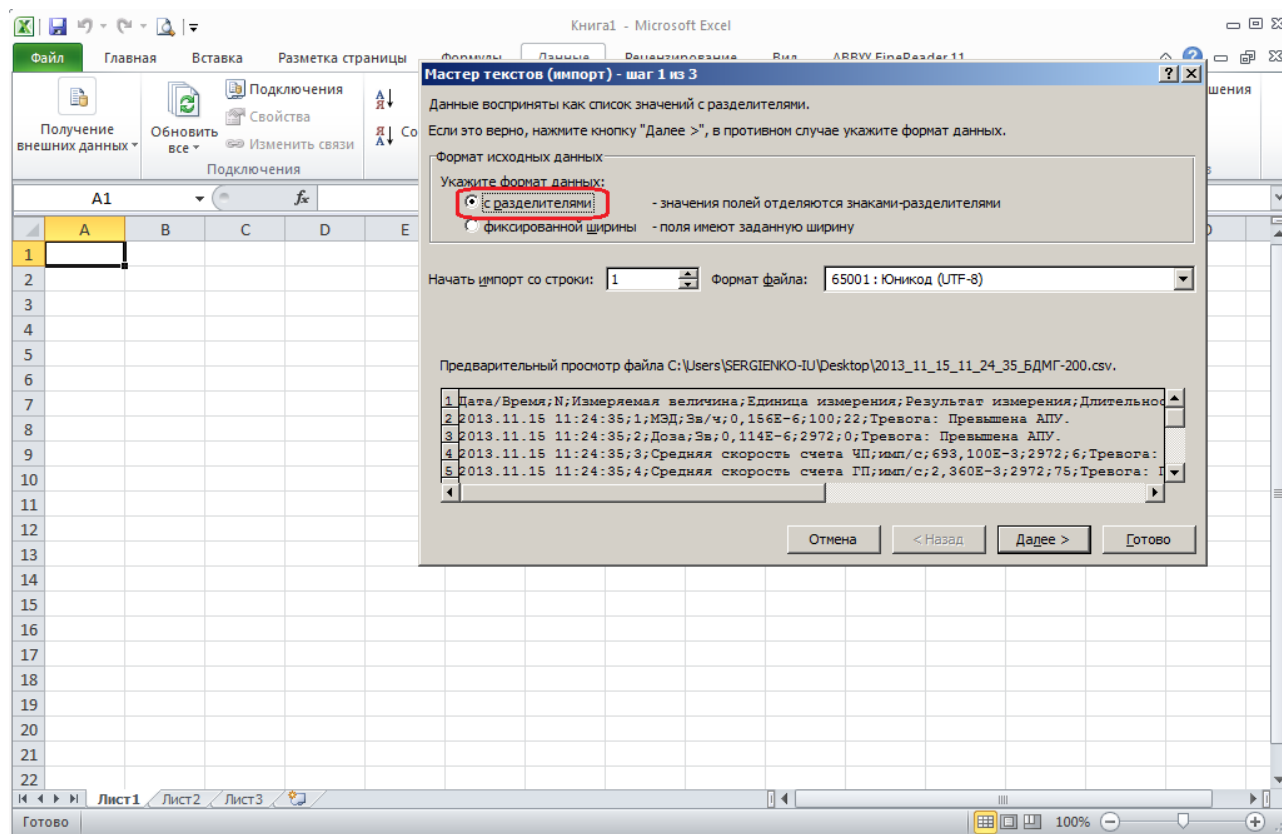 Книга1 - Microsoft Excel
Файл Главная Вставка Разметка страницы Формулы Данные Рецензирование Вид ABBYY FineReader 11
Получение внешних данных
Обновить все
Подключения
Свойства
Изменить связи
Подключения
A1
fx
A B C D E
1
2
3
4
5
6
7
8
9
10
11
12
13
14
15
16
17
18
19
20
21
22
Мастер текстов (импорт) - шаг 1 из 3
Данные восприняты как список значений с разделителями.
Если это верно, нажмите кнопку "Далее >", в противном случае укажите формат данных.
Формат исходных данных
Укажите формат данных:
с разделителями - значения полей отделяются знаками-разделителями
фиксированной ширины - поля имеют заданную ширину
Начать импорт со строки: 1 Формат файла: 65001 : Юникод (UTF-8)
Предварительный просмотр файла C:\Users\SERGIENKO-IU\Desktop\2013_11_15_11_24_35_БДМГ-200.csv.
1 Дата/Время;N;Измеряемая величина;Единица измерения;Результат измерения;Длительнос
2 2013.11.15 11:24:35;1;МЭД;Зв/ч;0,156E-6;100;22;Тревога: Превышена АПУ.
3 2013.11.15 11:24:35;2;Доза;Зв;0,114E-6;2972;0;Тревога: Превышена АПУ.
4 2013.11.15 11:24:35;3;Средняя скорость счета ЧП;имп/с;693,100E-3;2972;6;Тревога:
5 2013.11.15 11:24:35;4;Средняя скорость счета ГП;имп/с;2,360E-3;2972;75;Тревога:
Отмена < Назад Далее > Готово
Лист1 Лист2 Лист3
Готово 100%